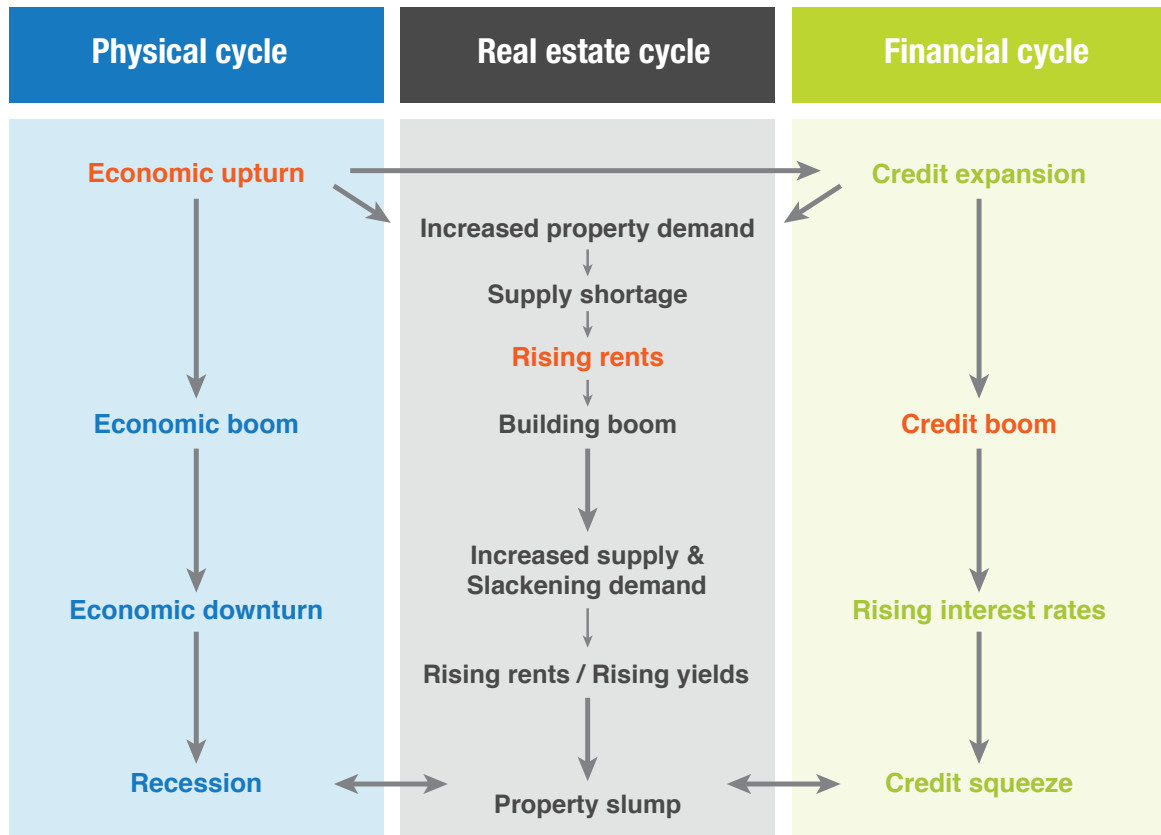 Physical cycle
Real estate cycle
Financial cycle
Economic upturn
Credit expansion
Increased property demand
Supply shortage
Rising rents
Economic boom
Building boom
Credit boom
Increased supply &
Slackening demand
Economic downturn
Rising interest rates
Rising rents / Rising yields
Recession
Property slump
Credit squeeze